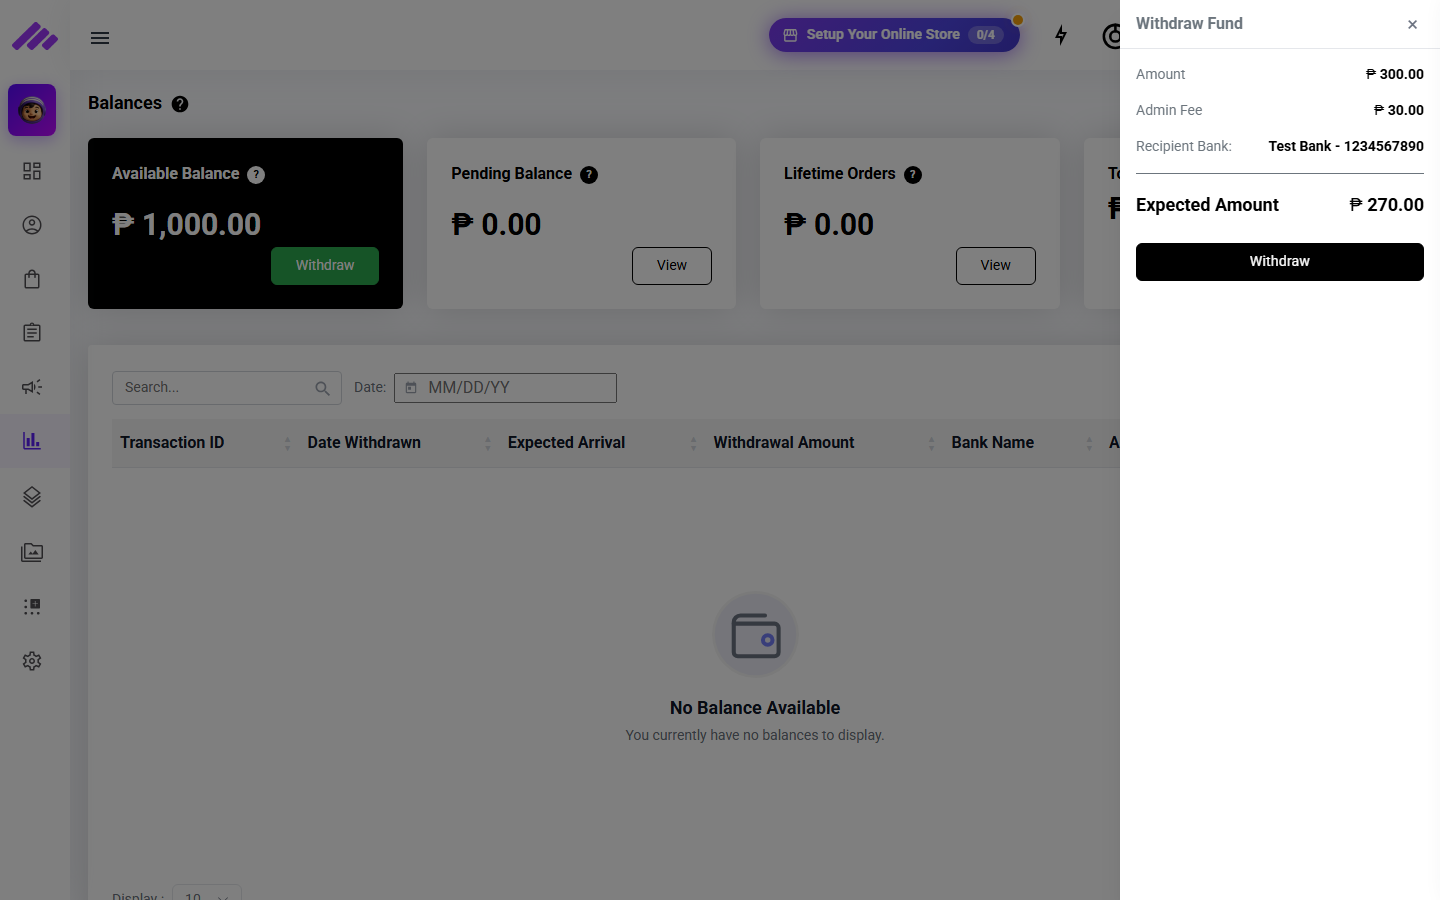 Setup Your Online Store 0/4
Withdraw Fund
Balances
Available Balance
₱ 1,000.00
Withdraw
Pending Balance
₱ 0.00
View
Lifetime Orders
₱ 0.00
View
Search...
Date:
MM/DD/YY
Transaction ID
Date Withdrawn
Expected Arrival
Withdrawal Amount
Bank Name
No Balance Available
You currently have no balances to display.
Display :
10
Amount ₱ 300.00
Admin Fee ₱ 30.00
Recipient Bank: Test Bank - 1234567890
Expected Amount ₱ 270.00
Withdraw